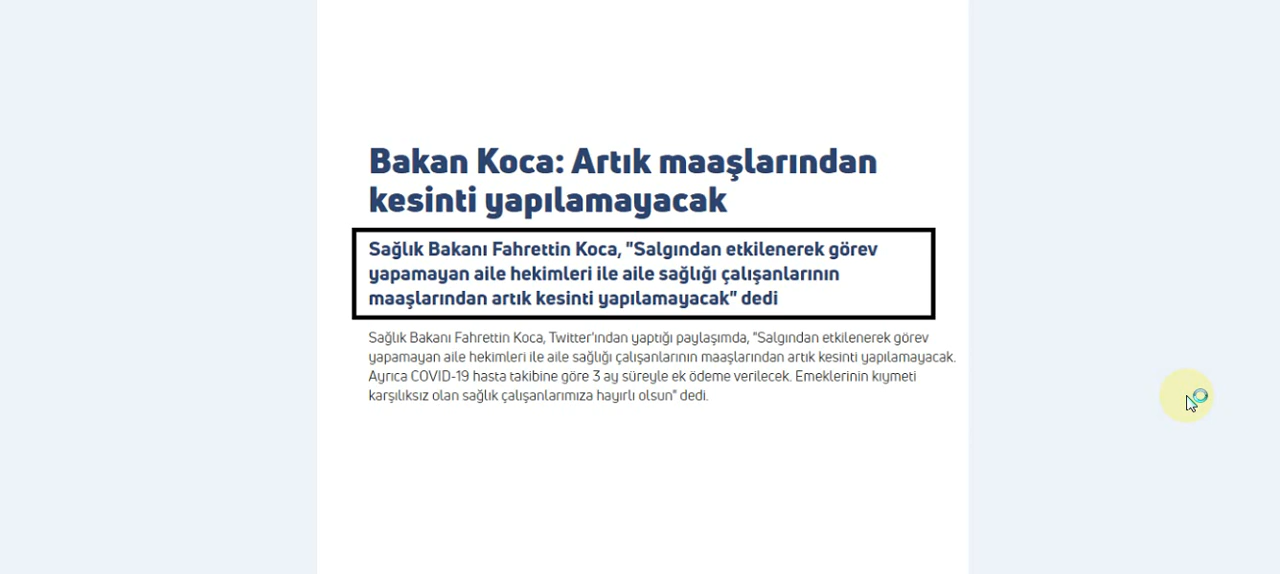 Bakan Koca: Artık maaşlarından
kesinti yapılamayacak
Sağlık Bakanı Fahrettin Koca, "Salgından etkilenerek görev
yapamayan aile hekimleri ile aile sağlığı çalışanlarının
maaşlarından artık kesinti yapılamayacak" dedi
Sağlık Bakanı Fahrettin Koca, Twitter'ından yaptığı paylaşımda, "Salgından etkilenerek görev
yapamayan aile hekimleri ile aile sağlığı çalışanlarının maaşlarından artık kesinti yapılamayacak.
Ayrıca COVID-19 hasta takibine göre 3 ay süreyle ek ödeme verilecek. Emeklerinin kıymeti
karşılıksız olan sağlık çalışanlarımıza hayırlı olsun" dedi.